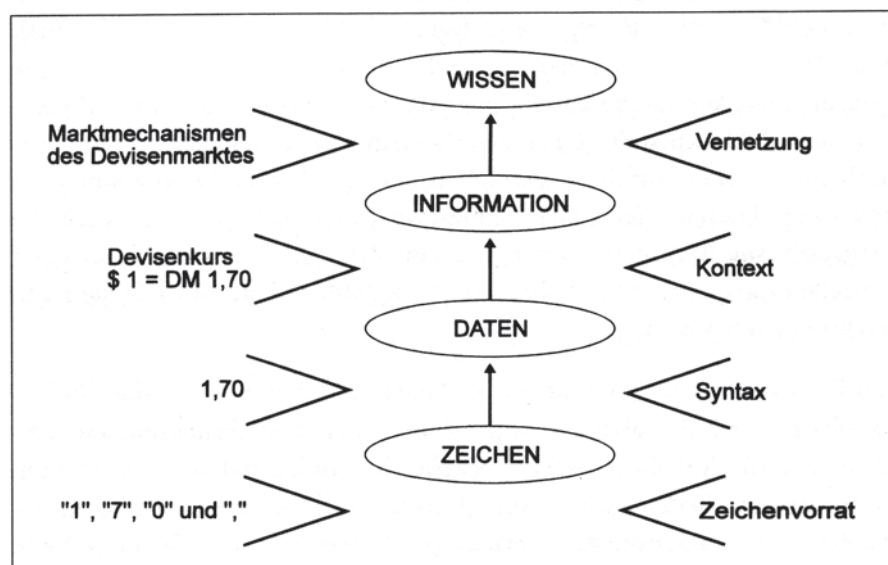 WISSEN
Marktmechanismen
des Devisenmarktes
Vernetzung
INFORMATION
Devisenkurs
$ 1 = DM 1,70
Kontext
DATEN
1,70
Syntax
ZEICHEN
"1", "7", "0" und ","
Zeichenvorrat